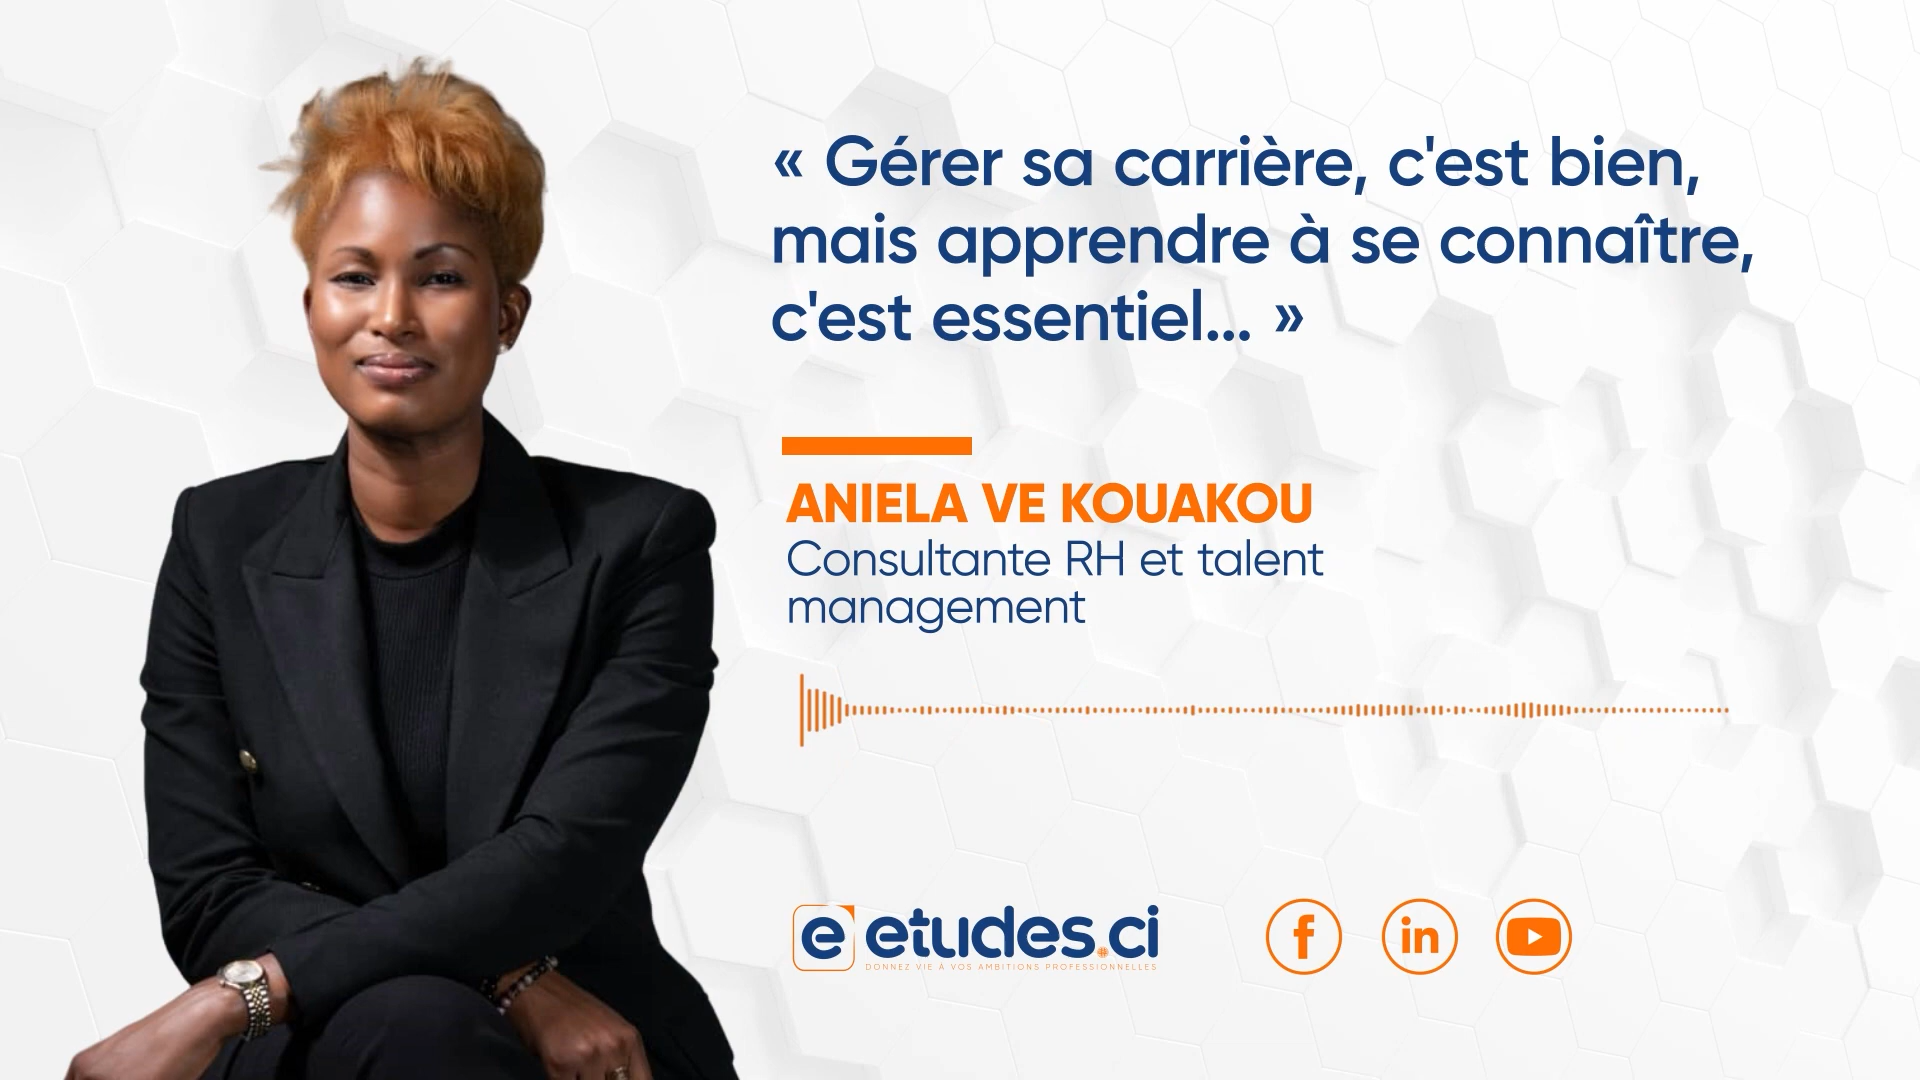 « Gérer sa carrière, c'est bien,
mais apprendre à se connaître,
c'est essentiel... »
ANIELA VE KOUAKOU
Consultante RH et talent
management
e etudes.ci
DONNEZ VIE À VOS AMBITIONS PROFESSIONNELLES
f
in